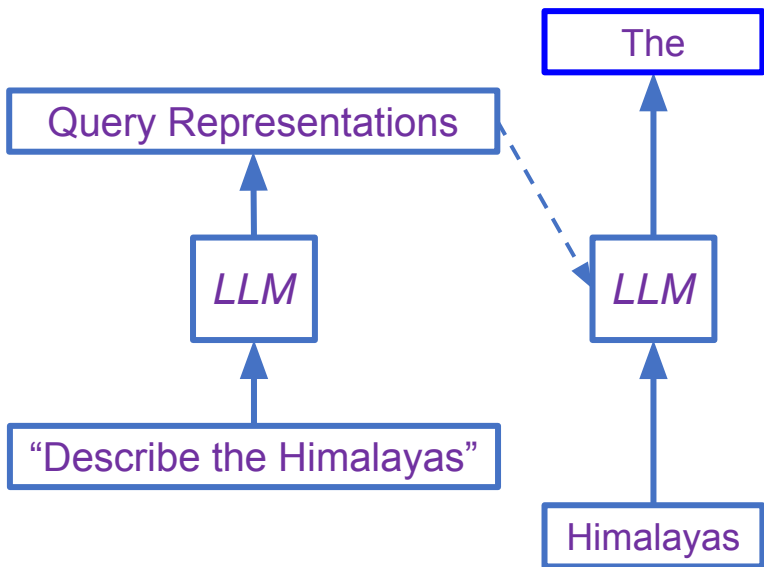 The
Query Representations
LLM
LLM
“Describe the Himalayas”
Himalayas